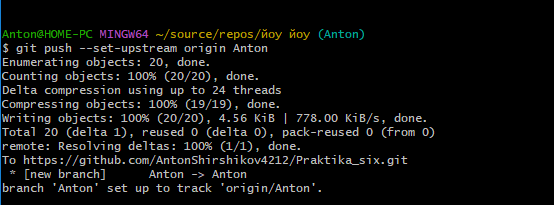 Anton@HOME-PC MINGW64 ~/source/repos/йоу йоу (Anton)
$ git push --set-upstream origin Anton
Enumerating objects: 20, done.
Counting objects: 100% (20/20), done.
Delta compression using up to 24 threads
Compressing objects: 100% (19/19), done.
Writing objects: 100% (20/20), 4.56 KiB | 778.00 KiB/s, done.
Total 20 (delta 1), reused 0 (delta 0), pack-reused 0 (from 0)
remote: Resolving deltas: 100% (1/1), done.
To https://github.com/AntonShirshikov4212/Praktika_six.git
 * [new branch]      Anton -> Anton
branch 'Anton' set up to track 'origin/Anton'.